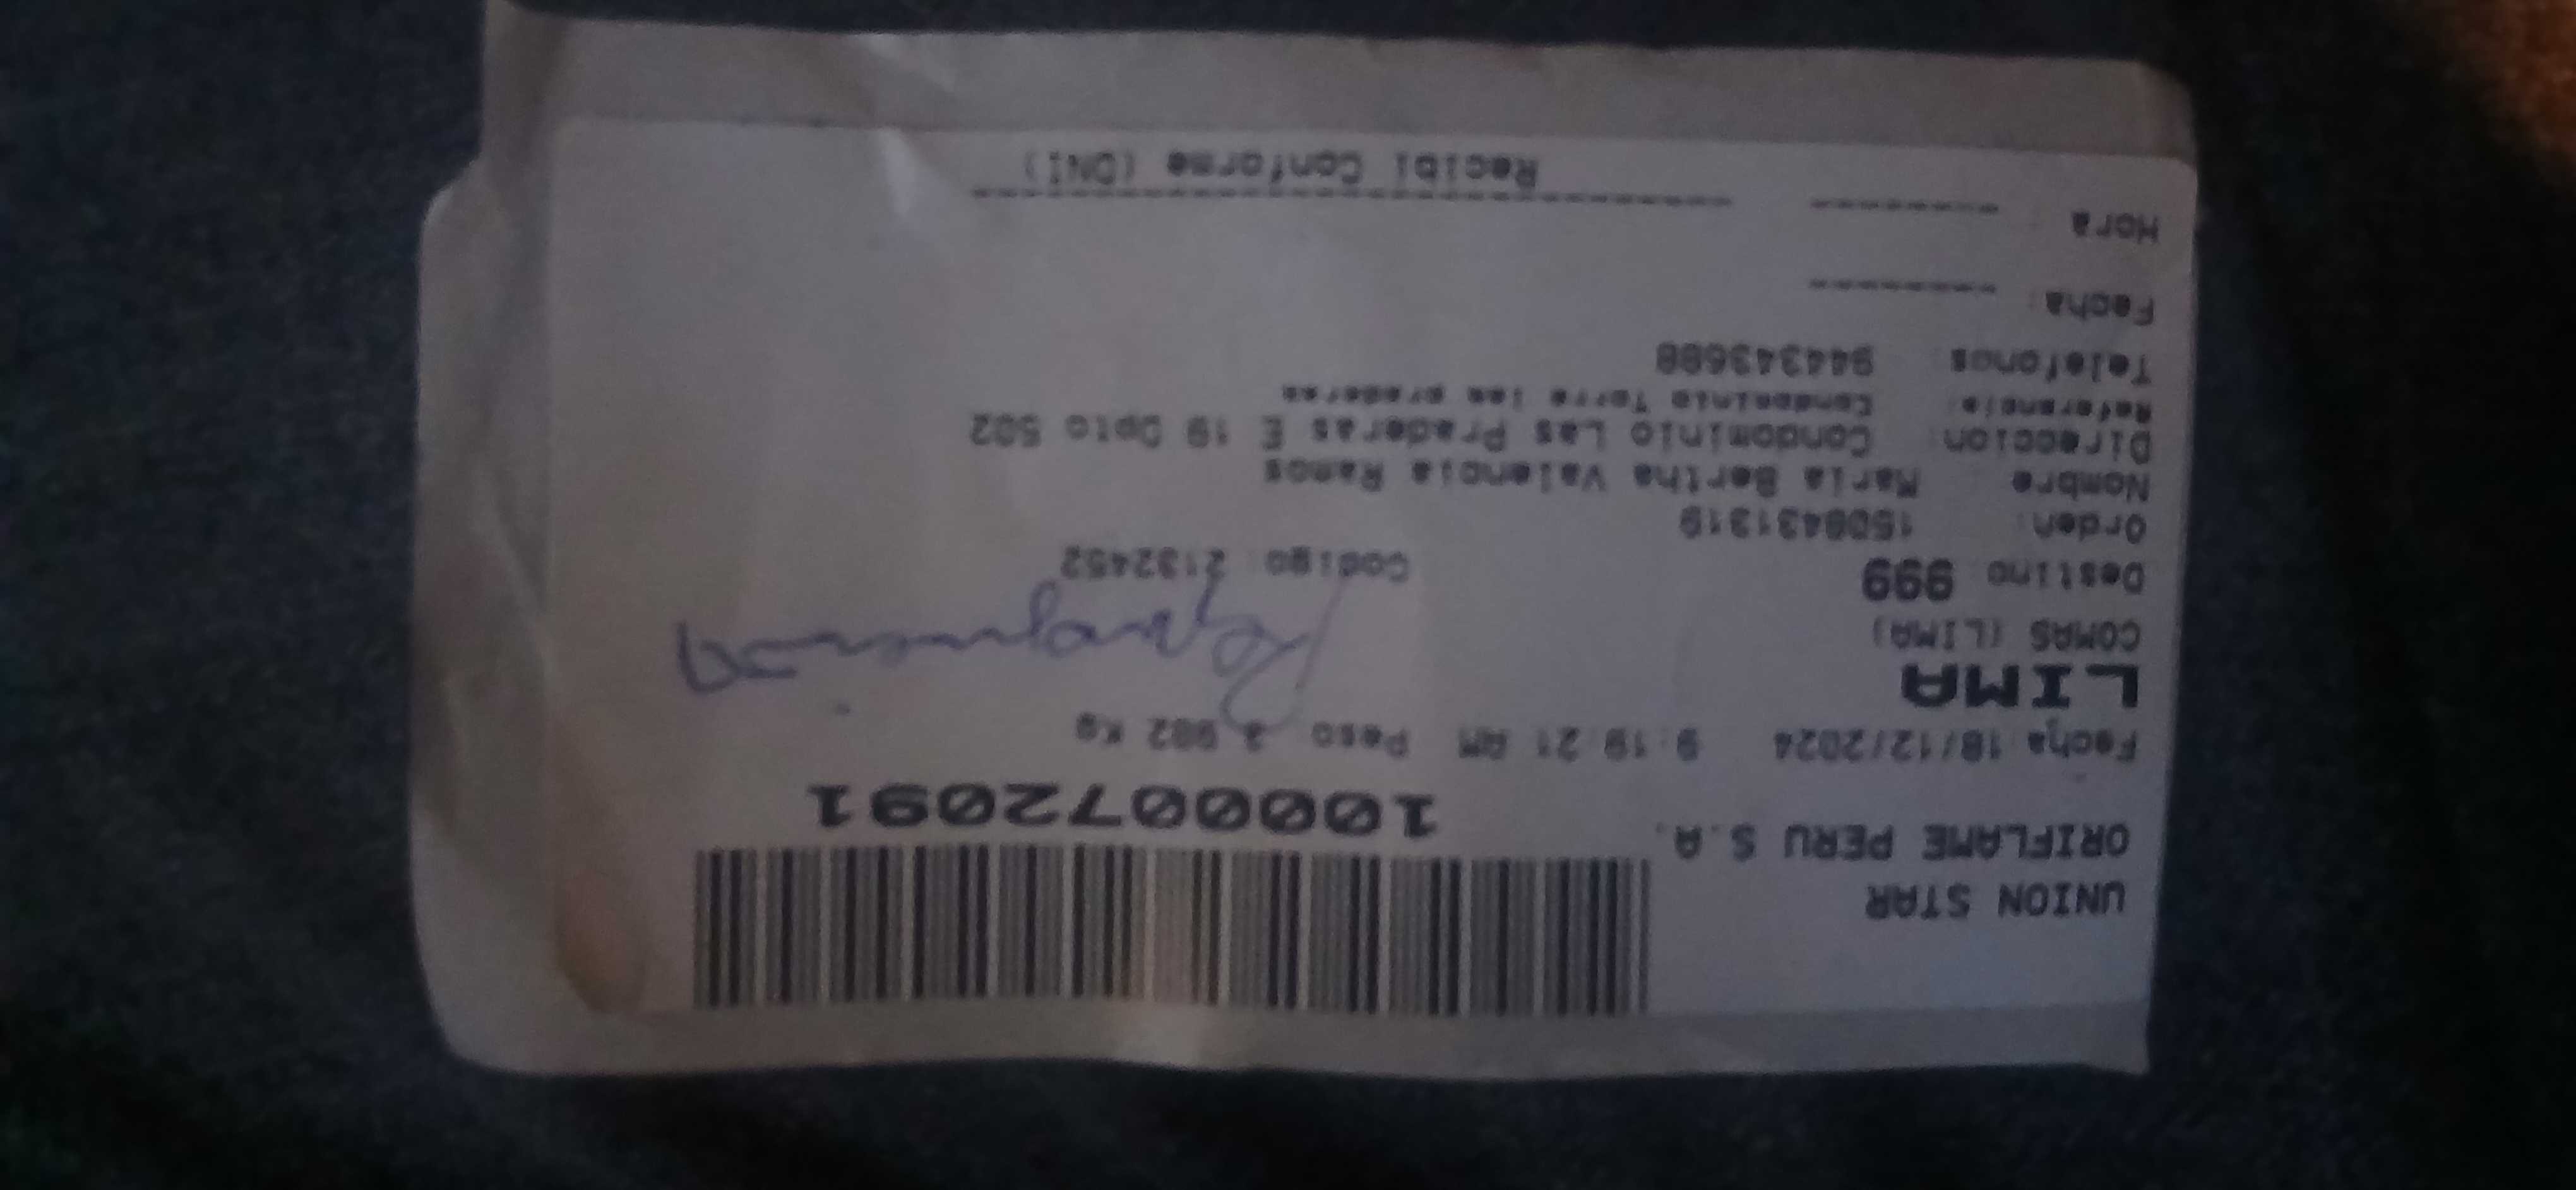 UNION STAR
ORIFLAME PERU S.A.
1000072091
Fecha 18/12/2024 9:19:21 AM Peso 3.982 Kg
LIMA
COMAS (LIMA)
Destino 999
Codigo 2132452
Orden: 1508431319
Nombre Maria Bertha Valencia Ramos
Direccion: Condominio Las Praderas E 19 Dpto 502
Referencia: Condominio Torre las praderas
Telefonos: 944343688
Fecha:
Hora :
Recibi Conforme (DNI)